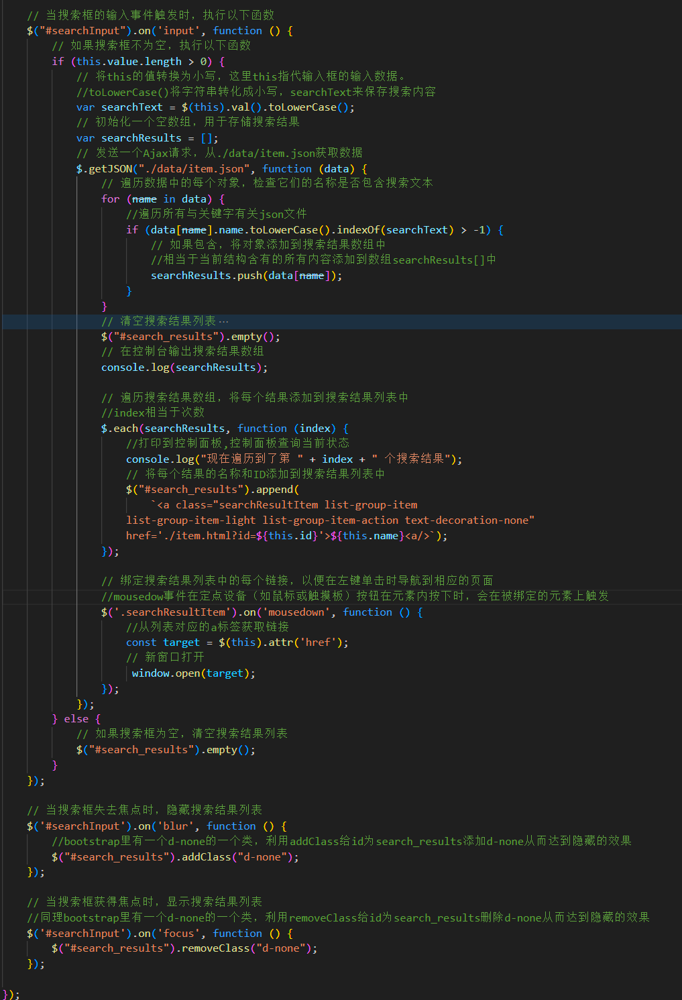 // 当搜索框的输入事件触发时，执行以下函数
$("#searchInput").on('input', function () {
// 如果搜索框不为空，执行以下函数
if (this.value.length > 0) {
// 将this的值转换为小写，这里this指代输入框的输入数据。
//toLowerCase()将字符串转化成小写，searchText来保存搜索内容
var searchText = $(this).val().toLowerCase();
// 初始化一个空数组，用于存储搜索结果
var searchResults = [];
// 发送一个Ajax请求，从./data/item.json获取数据
$.getJSON("./data/item.json", function (data) {
// 遍历数据中的每个对象，检查它们的名称是否包含搜索文本
for (name in data) {
//遍历所有与关键字有关json文件
if (data[name].name.toLowerCase().indexOf(searchText) > -1) {
// 如果包含，将对象添加到搜索结果数组中
//相当于当前结构含有的所有内容添加到数组searchResults[]中
searchResults.push(data[name]);
}
}
// 清空搜索结果列表…
$("#search_results").empty();
// 在控制台输出搜索结果数组
console.log(searchResults);
// 遍历搜索结果数组，将每个结果添加到搜索结果列表中
//index相当于次数
$.each(searchResults, function (index) {
//打印到控制面板,控制面板查询当前状态
console.log("现在遍历到了第 " + index + " 个搜索结果");
// 将每个结果的名称和ID添加到搜索结果列表中
$("#search_results").append(
`<a class="searchResultItem list-group-item
list-group-item-light list-group-item-action text-decoration-none"
href='./item.html?id=${this.id}'>${this.name}<a/>`);
});
// 绑定搜索结果列表中的每个链接，以便在左键单击时导航到相应的页面
//mousedow事件在定点设备（如鼠标或触摸板）按钮在元素内按下时，会在被绑定的元素上触发
$('.searchResultItem').on('mousedown', function () {
//从列表对应的a标签获取链接
const target = $(this).attr('href');
// 新窗口打开
window.open(target);
});
});
} else {
// 如果搜索框为空，清空搜索结果列表
$("#search_results").empty();
}
});
// 当搜索框失去焦点时，隐藏搜索结果列表
$('#searchInput').on('blur', function () {
//bootstrap里有一个d-none的一个类，利用addClass给id为search_results添加d-none从而达到隐藏的效果
$("#search_results").addClass("d-none");
});
// 当搜索框获得焦点时，显示搜索结果列表
//同理bootstrap里有一个d-none的一个类，利用removeClass给id为search_results删除d-none从而达到隐藏的效果
$('#searchInput').on('focus', function () {
$("#search_results").removeClass("d-none");
});
});